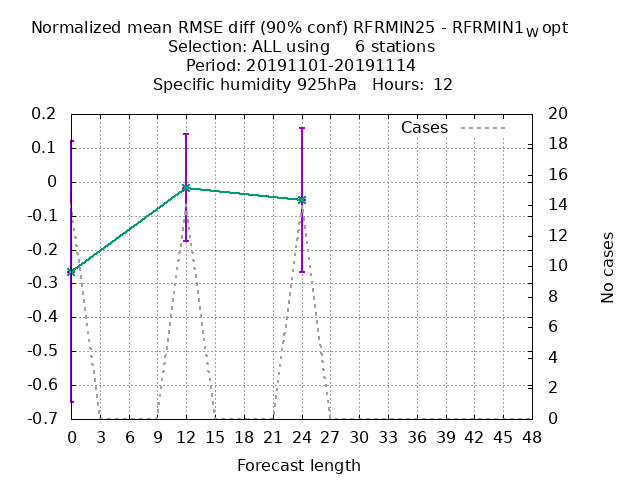 Normalized mean RMSE diff (90% conf) RFRMIN25 - RFRMIN1_W opt
Selection: ALL using 6 stations
Period: 20191101-20191114
Specific humidity 925hPa Hours: 12
Cases
0.2
0.1
0
-0.1
-0.2
-0.3
-0.4
-0.5
-0.6
-0.7
20
18
16
14
12
10
8
6
4
2
0
No cases
0 3 6 9 12 15 18 21 24 27 30 33 36 39 42 45 48
Forecast length